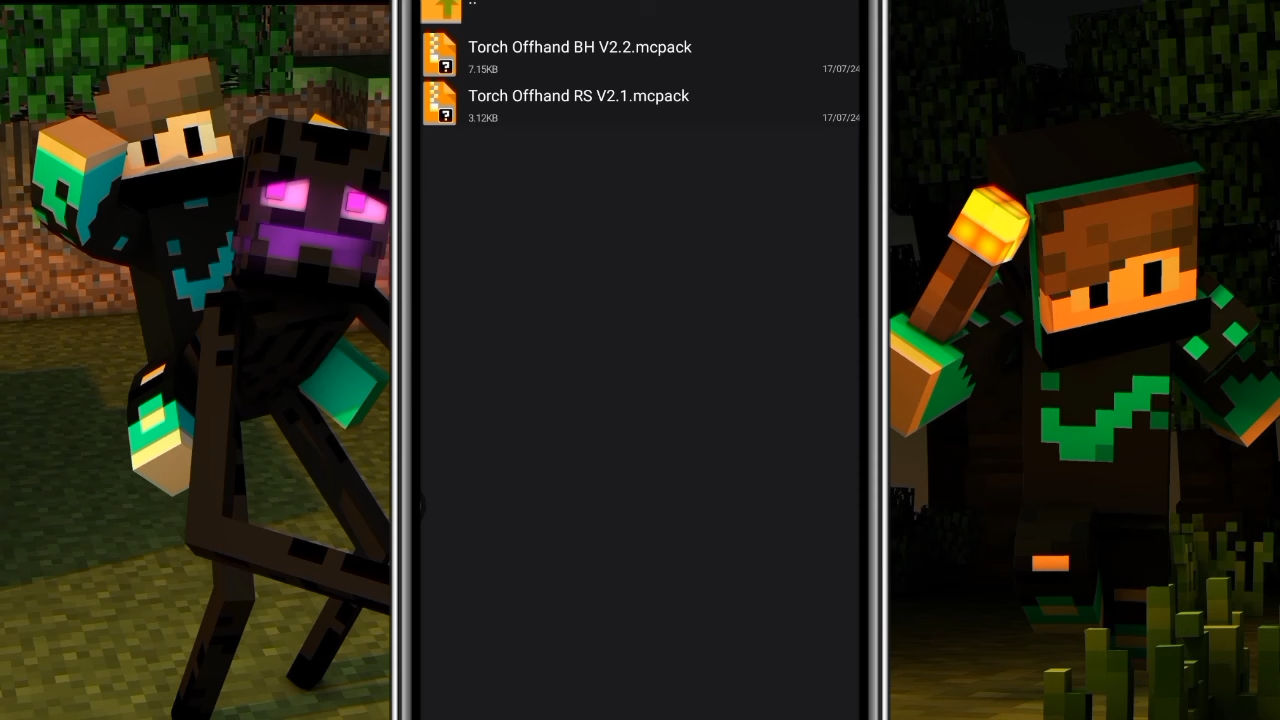 ..
Torch Offhand BH V2.2.mcpack
7.15KB 17/07/24
Torch Offhand RS V2.1.mcpack
3.12KB 17/07/24